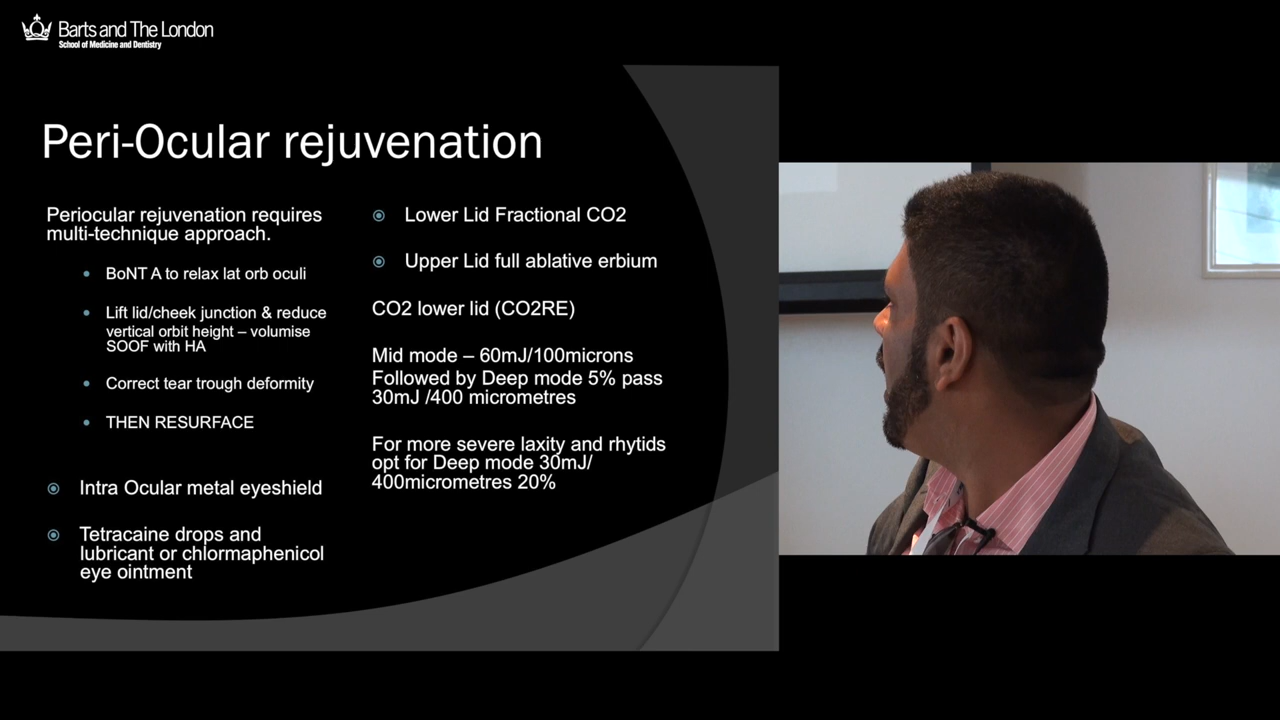 Barts and The London
School of Medicine and Dentistry
Peri-Ocular rejuvenation
Periocular rejuvenation requires
multi-technique approach.
BoNT A to relax lat orb oculi
Lift lid/cheek junction & reduce
vertical orbit height – volumise
SOOF with HA
Correct tear trough deformity
THEN RESURFACE
Intra Ocular metal eyeshield
Tetracaine drops and
lubricant or chlormaphenicol
eye ointment
Lower Lid Fractional CO2
Upper Lid full ablative erbium
CO2 lower lid (CO2RE)
Mid mode – 60mJ/100microns
Followed by Deep mode 5% pass
30mJ /400 micrometres
For more severe laxity and rhytids
opt for Deep mode 30mJ/
400micrometres 20%